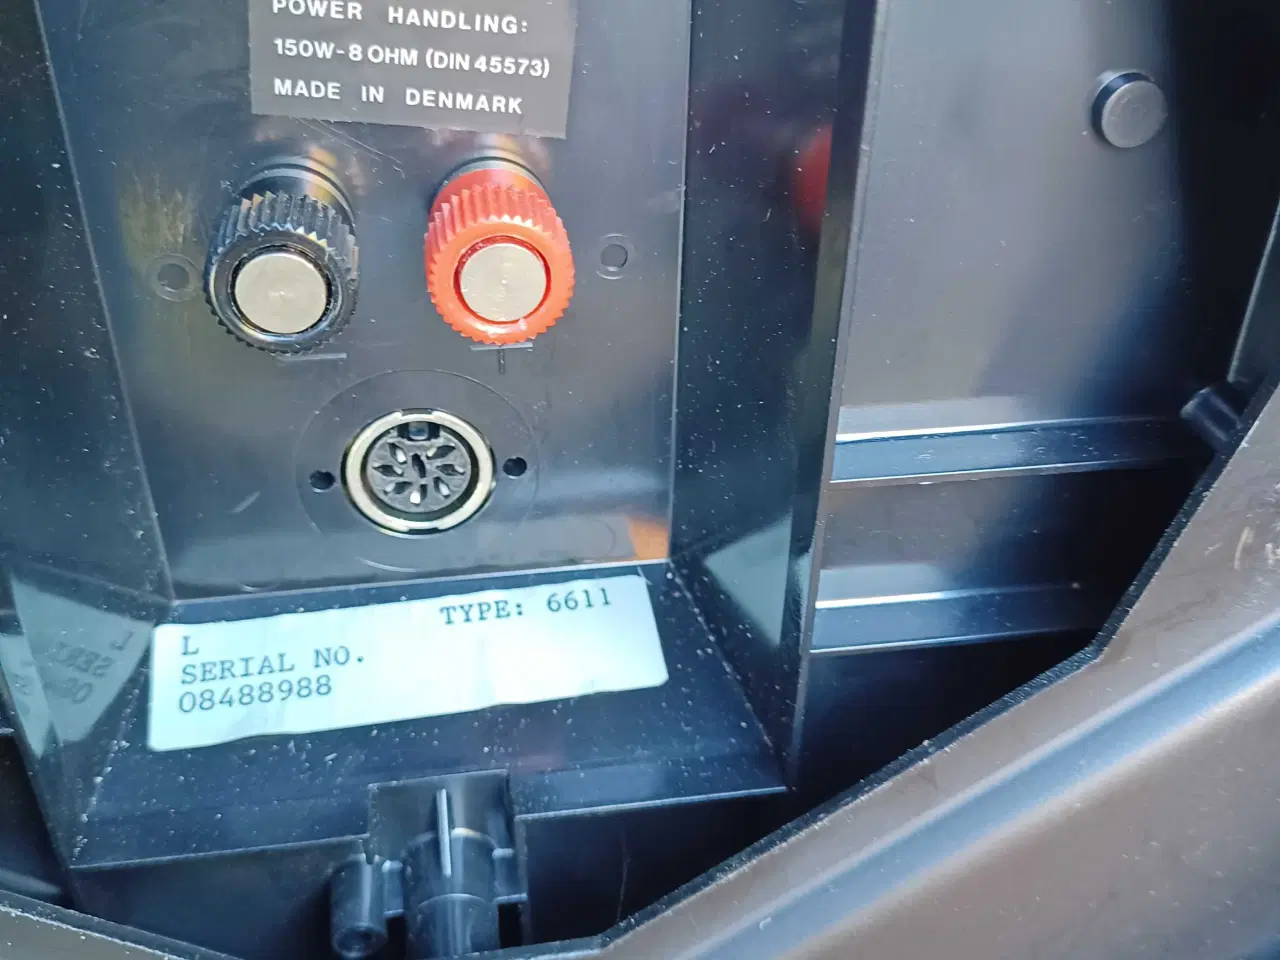 POWER HANDLING:
150W-8 OHM (DIN 45573)
MADE IN DENMARK
TYPE: 6611
L
SERIAL NO.
08488988